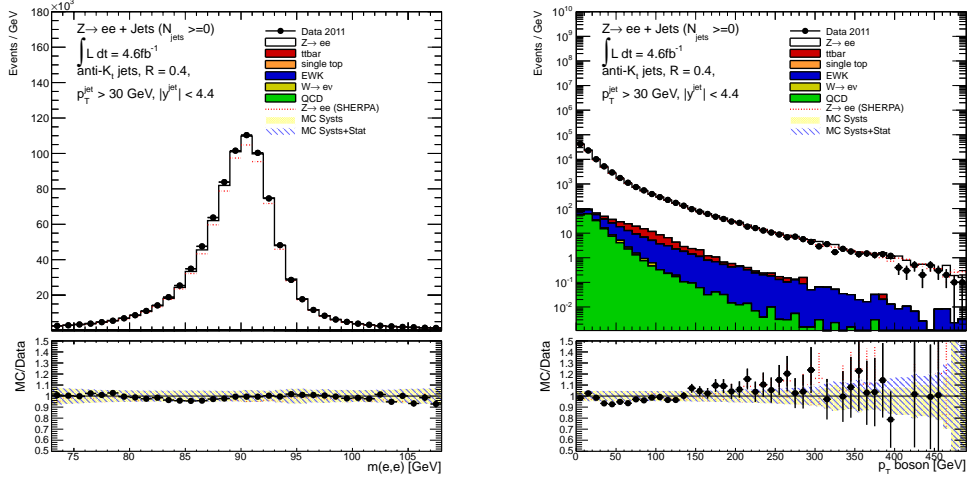 ×10³
Events / GeV
180
160
140
120
100
80
60
40
20
Z→ ee + Jets (N_jets >=0)
∫ L dt = 4.6fb⁻¹
anti-K_t jets, R = 0.4,
p_T^jet > 30 GeV, |y^jet| < 4.4
Data 2011
Z→ ee
ttbar
single top
EWK
W→ eν
QCD
Z→ ee (SHERPA)
MC Systs
MC Systs+Stat
MC/Data
1.5
1.4
1.3
1.2
1.1
1
0.9
0.8
0.7
0.6
0.5
75 80 85 90 95 100 105
m(e,e) [GeV]
Events / GeV
10¹⁰
10⁹
10⁸
10⁷
10⁶
10⁵
10⁴
10³
10²
10
1
10⁻¹
10⁻²
Z→ ee + Jets (N_jets >=0)
∫ L dt = 4.6fb⁻¹
anti-K_t jets, R = 0.4,
p_T^jet > 30 GeV, |y^jet| < 4.4
Data 2011
Z→ ee
ttbar
single top
EWK
W→ eν
QCD
Z→ ee (SHERPA)
MC Systs
MC Systs+Stat
MC/Data
1.5
1.4
1.3
1.2
1.1
1
0.9
0.8
0.7
0.6
0.5
0 50 100 150 200 250 300 350 400 450
p_T boson [GeV]